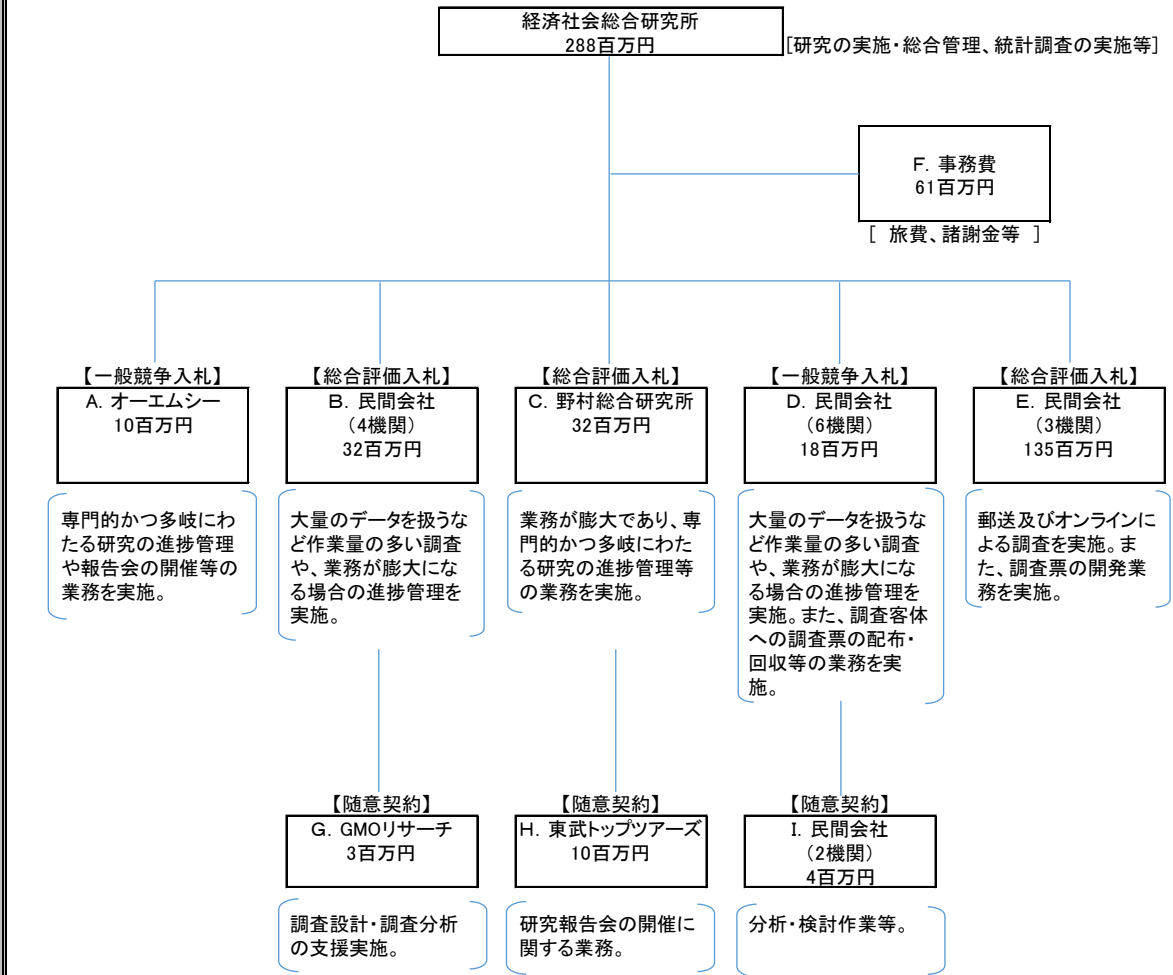 経済社会総合研究所
288百万円
[研究の実施・総合管理、統計調査の実施等]
F. 事務費
61百万円
[ 旅費、諸謝金等 ]
【一般競争入札】
A. オーエムシー
10百万円
専門的かつ多岐にわ
たる研究の進捗管理
や報告会の開催等の
業務を実施。
【総合評価入札】
B. 民間会社
(4機関)
32百万円
大量のデータを扱うな
ど作業量の多い調査
や、業務が膨大にな
る場合の進捗管理を
実施。
【総合評価入札】
C. 野村総合研究所
32百万円
業務が膨大であり、専
門的かつ多岐にわた
る研究の進捗管理等
の業務を実施。
【一般競争入札】
D. 民間会社
(6機関)
18百万円
大量のデータを扱うな
ど作業量の多い調査
や、業務が膨大にな
る場合の進捗管理を
実施。また、調査客体
への調査票の配布・
回収等の業務を実
施。
【総合評価入札】
E. 民間会社
(3機関)
135百万円
郵送及びオンラインに
よる調査を実施。ま
た、調査票の開発業
務を実施。
【随意契約】
G. GMOリサーチ
3百万円
調査設計・調査分析
の支援実施。
【随意契約】
H. 東武トップツアーズ
10百万円
研究報告会の開催に
関する業務。
【随意契約】
I. 民間会社
(2機関)
4百万円
分析・検討作業等。